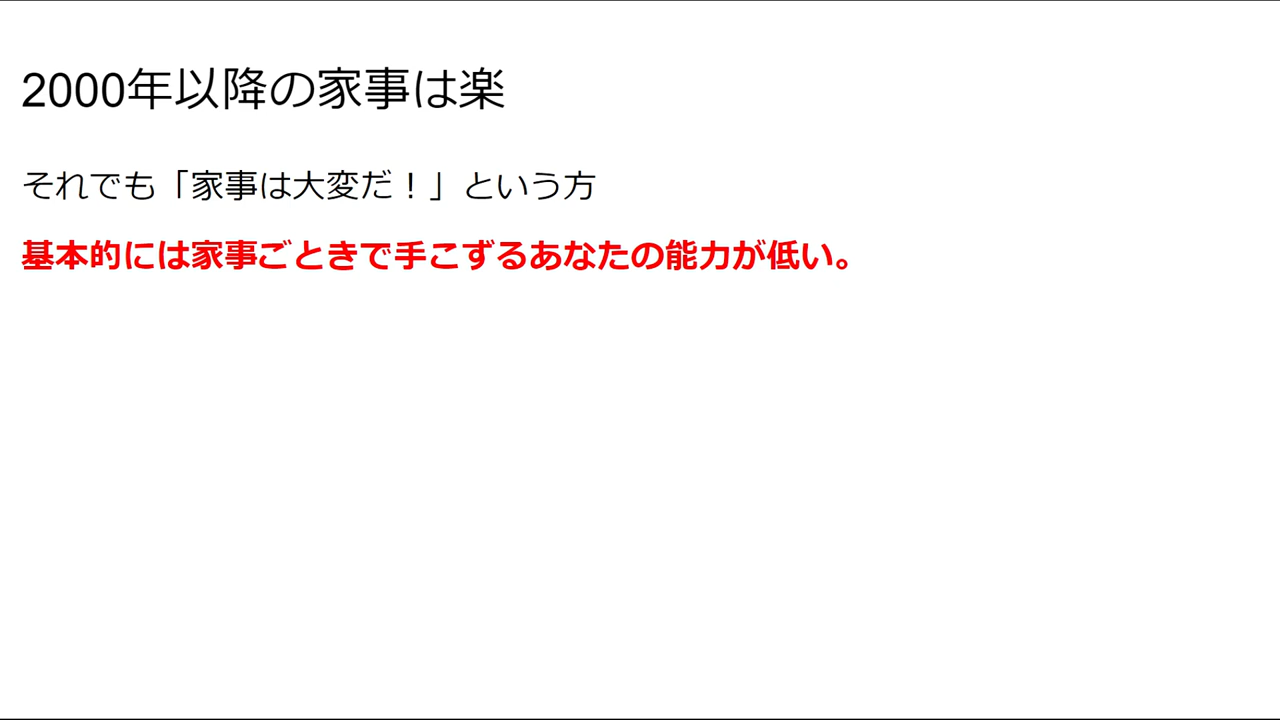 2000年以降の家事は楽
それでも「家事は大変だ！」という方
基本的には家事ごときで手こずるあなたの能力が低い。